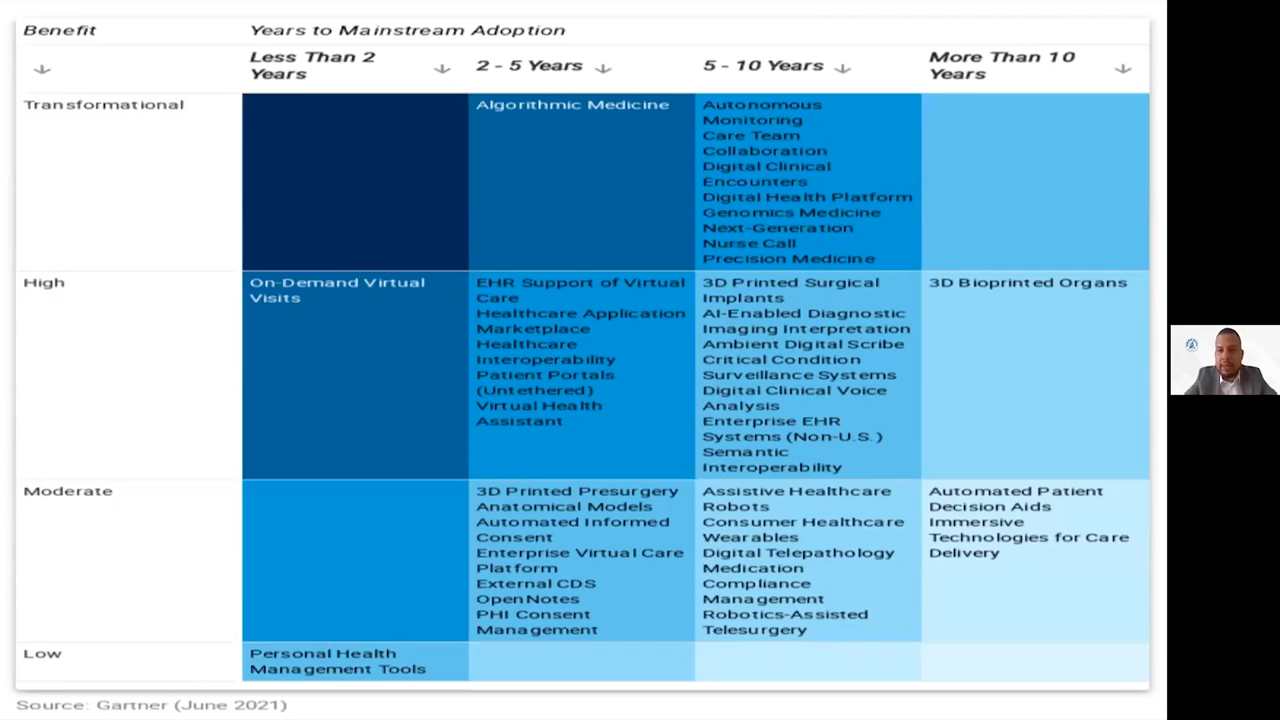 Benefit
Years to Mainstream Adoption
Less Than 2
Years
2 - 5 Years
5 - 10 Years
More Than 10
Years
Transformational
Algorithmic Medicine
Autonomous
Monitoring
Care Team
Collaboration
Digital Clinical
Encounters
Digital Health Platform
Genomics Medicine
Next-Generation
Nurse Call
Precision Medicine
High
On-Demand Virtual
Visits
EHR Support of Virtual
Care
Healthcare Application
Marketplace
Healthcare
Interoperability
Patient Portals
(Untethered)
Virtual Health
Assistant
3D Printed Surgical
Implants
AI-Enabled Diagnostic
Imaging Interpretation
Ambient Digital Scribe
Critical Condition
Surveillance Systems
Digital Clinical Voice
Analysis
Enterprise EHR
Systems (Non-U.S.)
Semantic
Interoperability
3D Bioprinted Organs
Moderate
3D Printed Presurgery
Anatomical Models
Automated Informed
Consent
Enterprise Virtual Care
Platform
External CDS
OpenNotes
PHI Consent
Management
Assistive Healthcare
Robots
Consumer Healthcare
Wearables
Digital Telepathology
Medication
Compliance
Management
Robotics-Assisted
Telesurgery
Automated Patient
Decision Aids
Immersive
Technologies for Care
Delivery
Low
Personal Health
Management Tools
Source: Gartner (June 2021)